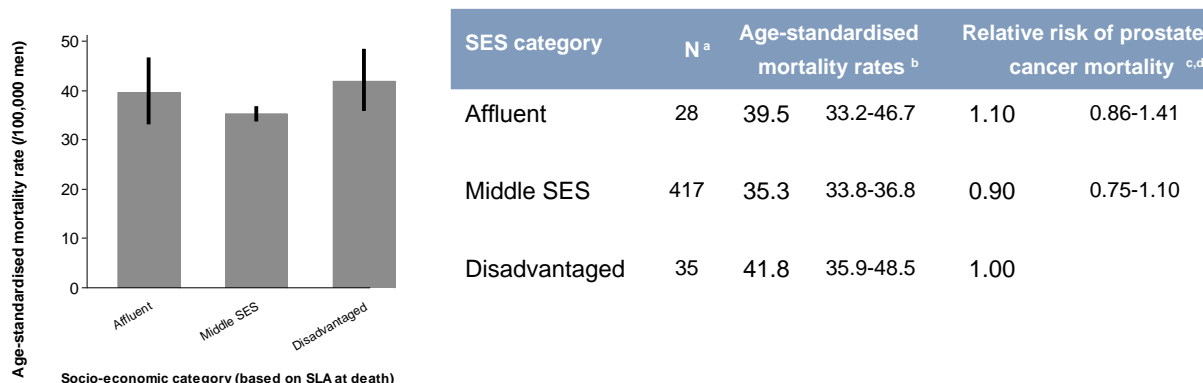 Age-standardised mortality rate (/100,000 men)
50
40
30
20
10
0
Affluent
Middle SES
Disadvantaged
Socio-economic category (based on SLA at death)
SES category N a Age-standardised mortality rates b Relative risk of prostate cancer mortality c,d
Affluent 28 39.5 33.2-46.7 1.10 0.86-1.41
Middle SES 417 35.3 33.8-36.8 0.90 0.75-1.10
Disadvantaged 35 41.8 35.9-48.5 1.00